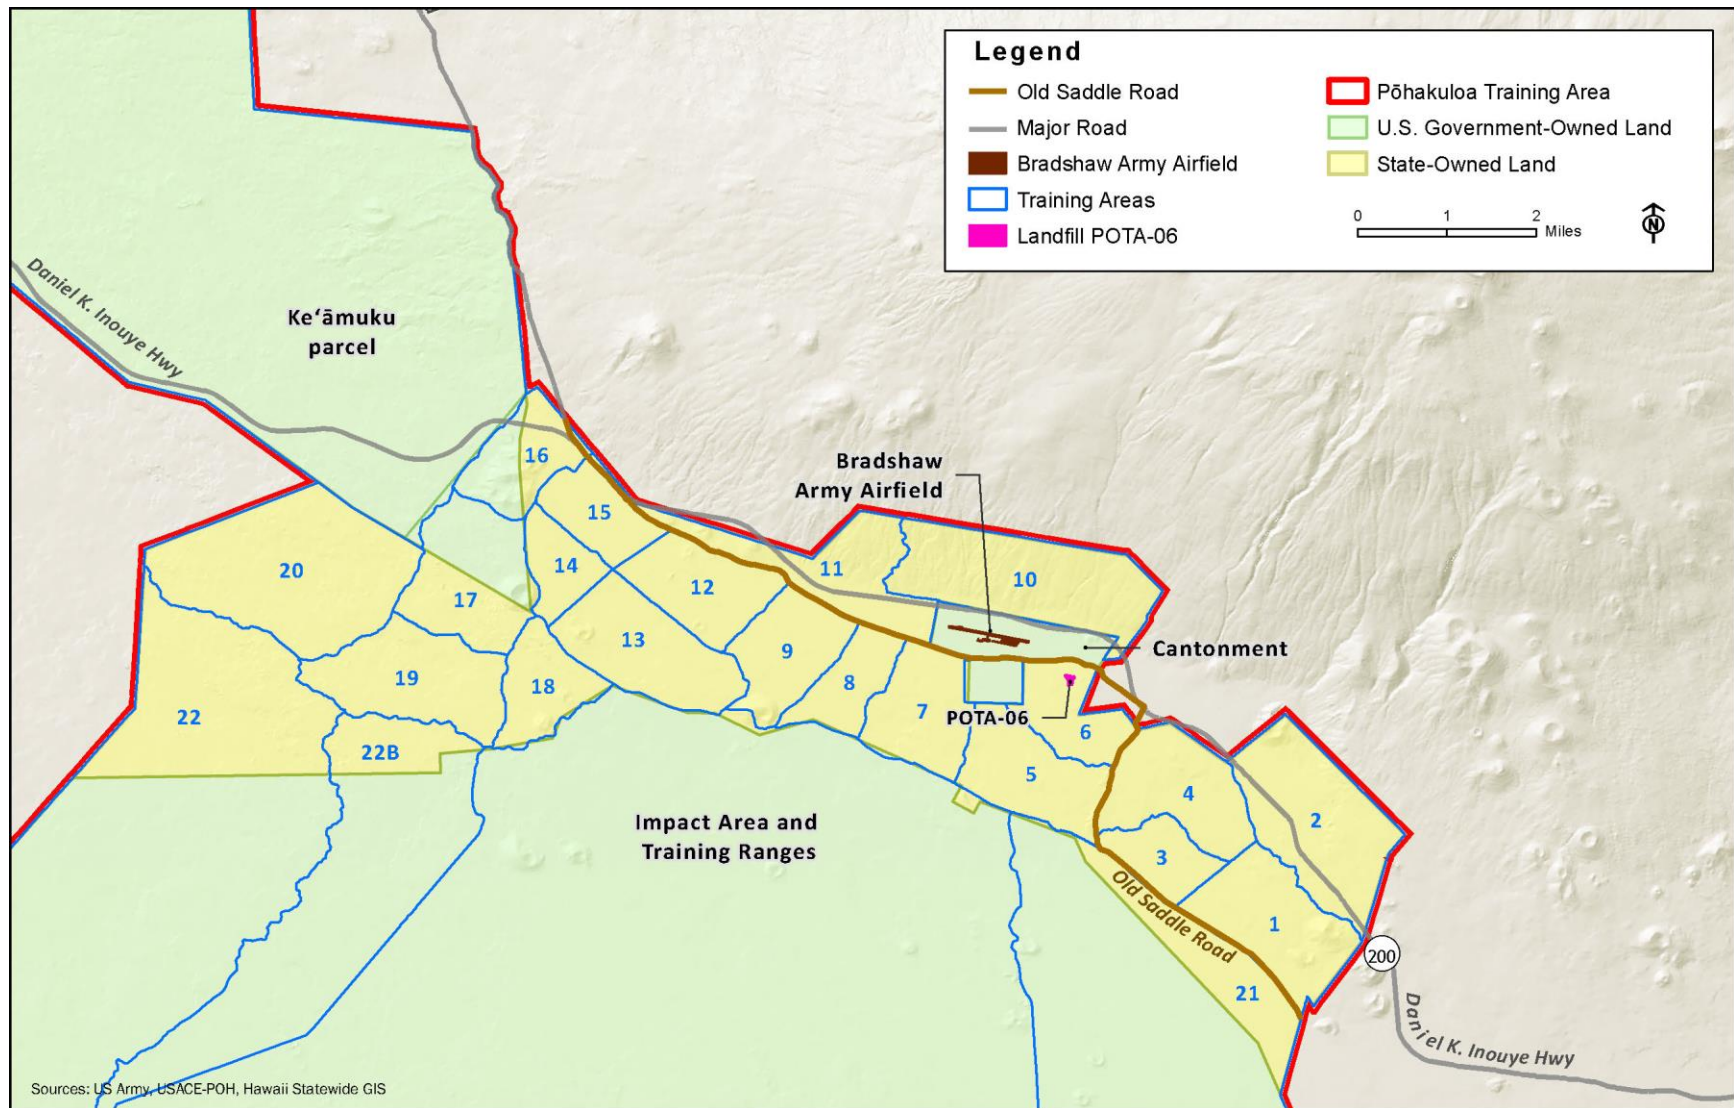 Legend
Old Saddle Road
Major Road
Bradshaw Army Airfield
Training Areas
Landfill POTA-06
Pōhakuloa Training Area
U.S. Government-Owned Land
State-Owned Land
0 1 2
Miles
N
Daniel K. Inouye Hwy
Keʻāmuku
parcel
Bradshaw
Army Airfield
16
15
14
12
11
10
20
17
13
9
8
7
Cantonment
19
18
22
22B
POTA-06
6
5
4
2
3
1
21
Impact Area and
Training Ranges
Old Saddle Road
200
Daniel K. Inouye Hwy
Sources: US Army, USACE-POH, Hawaii Statewide GIS